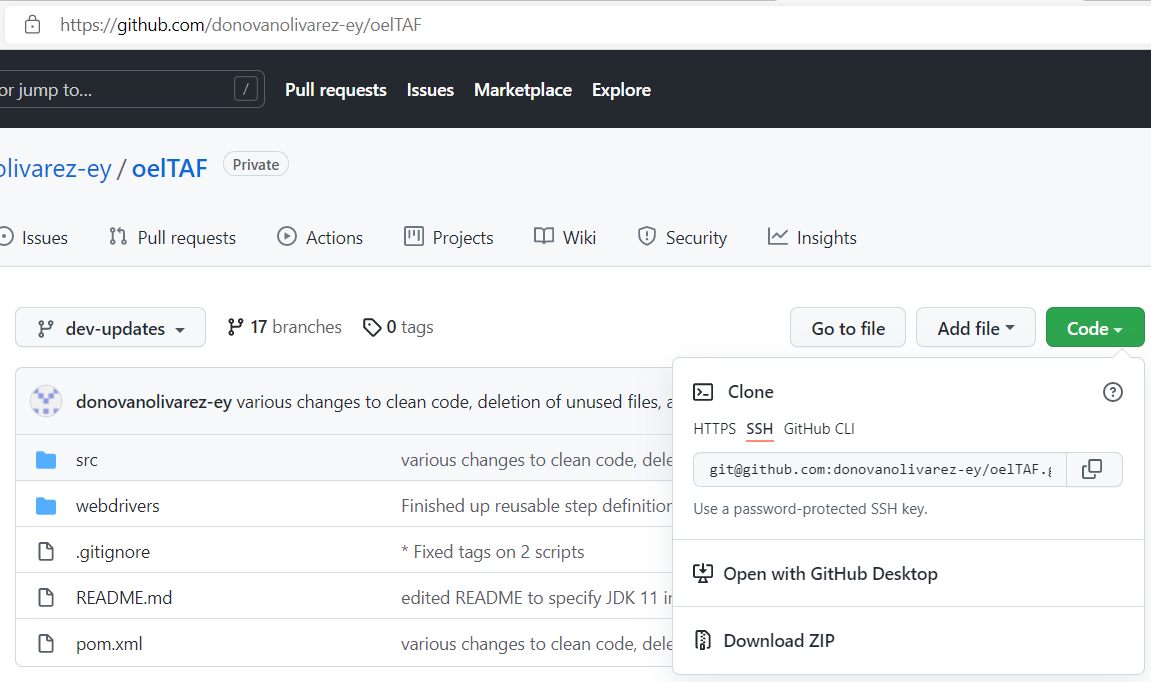 https://github.com/donovanolivarez-ey/oelTAF
or jump to... /
Pull requests Issues Marketplace Explore
olivarez-ey / oelTAF Private
Issues Pull requests Actions Projects Wiki Security Insights
dev-updates 17 branches 0 tags Go to file Add file Code
donovanolivarez-ey various changes to clean code, deletion of unused files, a
src various changes to clean code, dele
webdrivers Finished up reusable step definition
.gitignore * Fixed tags on 2 scripts
README.md edited README to specify JDK 11 in
pom.xml various changes to clean code, dele
Clone
HTTPS SSH GitHub CLI
git@github.com:donovanolivarez-ey/oelTAF.g
Use a password-protected SSH key.
Open with GitHub Desktop
Download ZIP